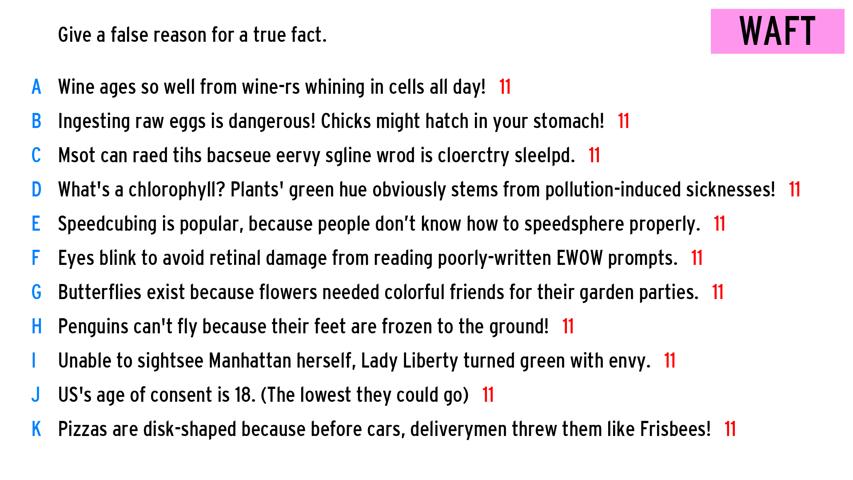 Give a false reason for a true fact.
WAFT
A Wine ages so well from wine-rs whining in cells all day! 11
B Ingesting raw eggs is dangerous! Chicks might hatch in your stomach! 11
C Msot can raed tihs bacseue eervy sgline wrod is cloerctry sleelpd. 11
D What's a chlorophyll? Plants' green hue obviously stems from pollution-induced sicknesses! 11
E Speedcubing is popular, because people don't know how to speedsphere properly. 11
F Eyes blink to avoid retinal damage from reading poorly-written EWOW prompts. 11
G Butterflies exist because flowers needed colorful friends for their garden parties. 11
H Penguins can't fly because their feet are frozen to the ground! 11
I Unable to sightsee Manhattan herself, Lady Liberty turned green with envy. 11
J US's age of consent is 18. (The lowest they could go) 11
K Pizzas are disk-shaped because before cars, deliverymen threw them like Frisbees! 11